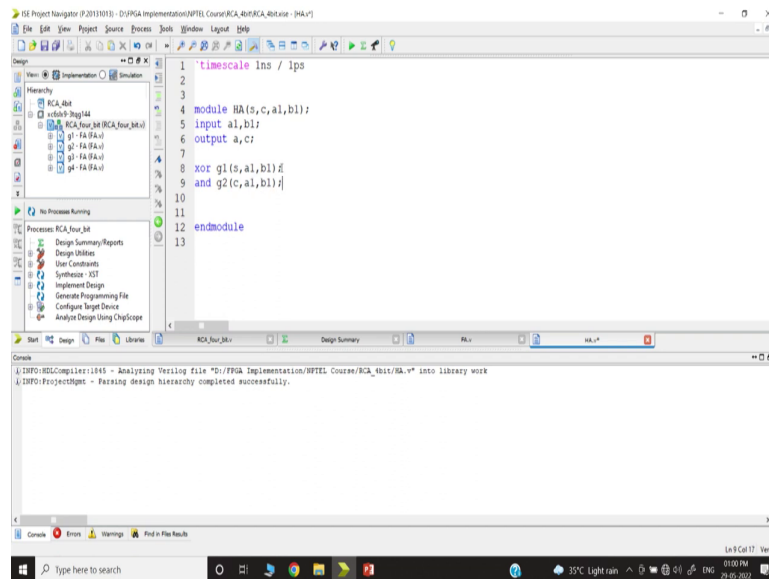 ISE Project Navigator (P.20131013) - D:\FPGA Implementation\NPTEL Course\RCA_4bit\RCA_4bit.xise - [HA.v*]
File Edit View Project Source Process Tools Window Layout Help
Design
View: Implementation Simulation
Hierarchy
RCA_4bit
xc6slx9-3tqg144
RCA_four_bit (RCA_four_bit.v)
g1 - FA (FA.v)
g2 - FA (FA.v)
g3 - FA (FA.v)
g4 - FA (FA.v)
No Processes Running
Processes: RCA_four_bit
Design Summary/Reports
Design Utilities
User Constraints
Synthesize - XST
Implement Design
Generate Programming File
Configure Target Device
Analyze Design Using ChipScope
1 `timescale 1ns / 1ps
2
3
4 module HA(s,c,a1,b1);
5 input a1,b1;
6 output a,c;
7
8 xor g1(s,a1,b1);
9 and g2(c,a1,b1);
10
11
12 endmodule
13
Start Design Files Libraries RCA_four_bit.v Design Summary FA.v HA.v*
Console
INFO:HDLCompiler:1845 - Analyzing Verilog file "D:/FPGA Implementation/NPTEL Course/RCA_4bit/HA.v" into library work
INFO:ProjectMgmt - Parsing design hierarchy completed successfully.
Console Errors Warnings Find in Files Results
Ln 9 Col 17
Type here to search
35°C Light rain
ENG
01:00 PM
29-05-2022